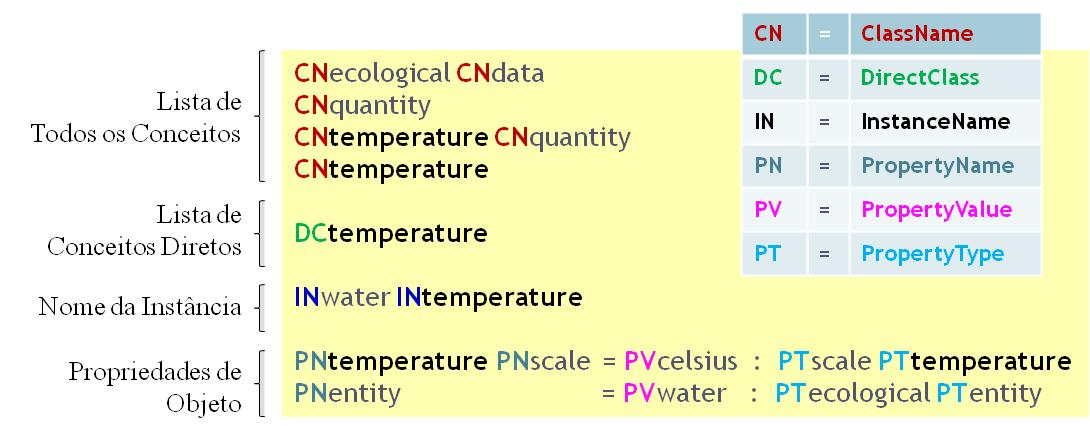 CN = ClassName
DC = DirectClass
IN = InstanceName
PN = PropertyName
PV = PropertyValue
PT = PropertyType
Lista de
Todos os Conceitos
CNecological CNdata
CNquantity
CNtemperature CNquantity
CNtemperature
Lista de
Conceitos Diretos
DCtemperature
Nome da Instância
INwater INtemperature
Propriedades de
Objeto
PNtemperature PNscale = PVcelsius : PTscale PTtemperature
PNentity = PVwater : PTecological PTentity